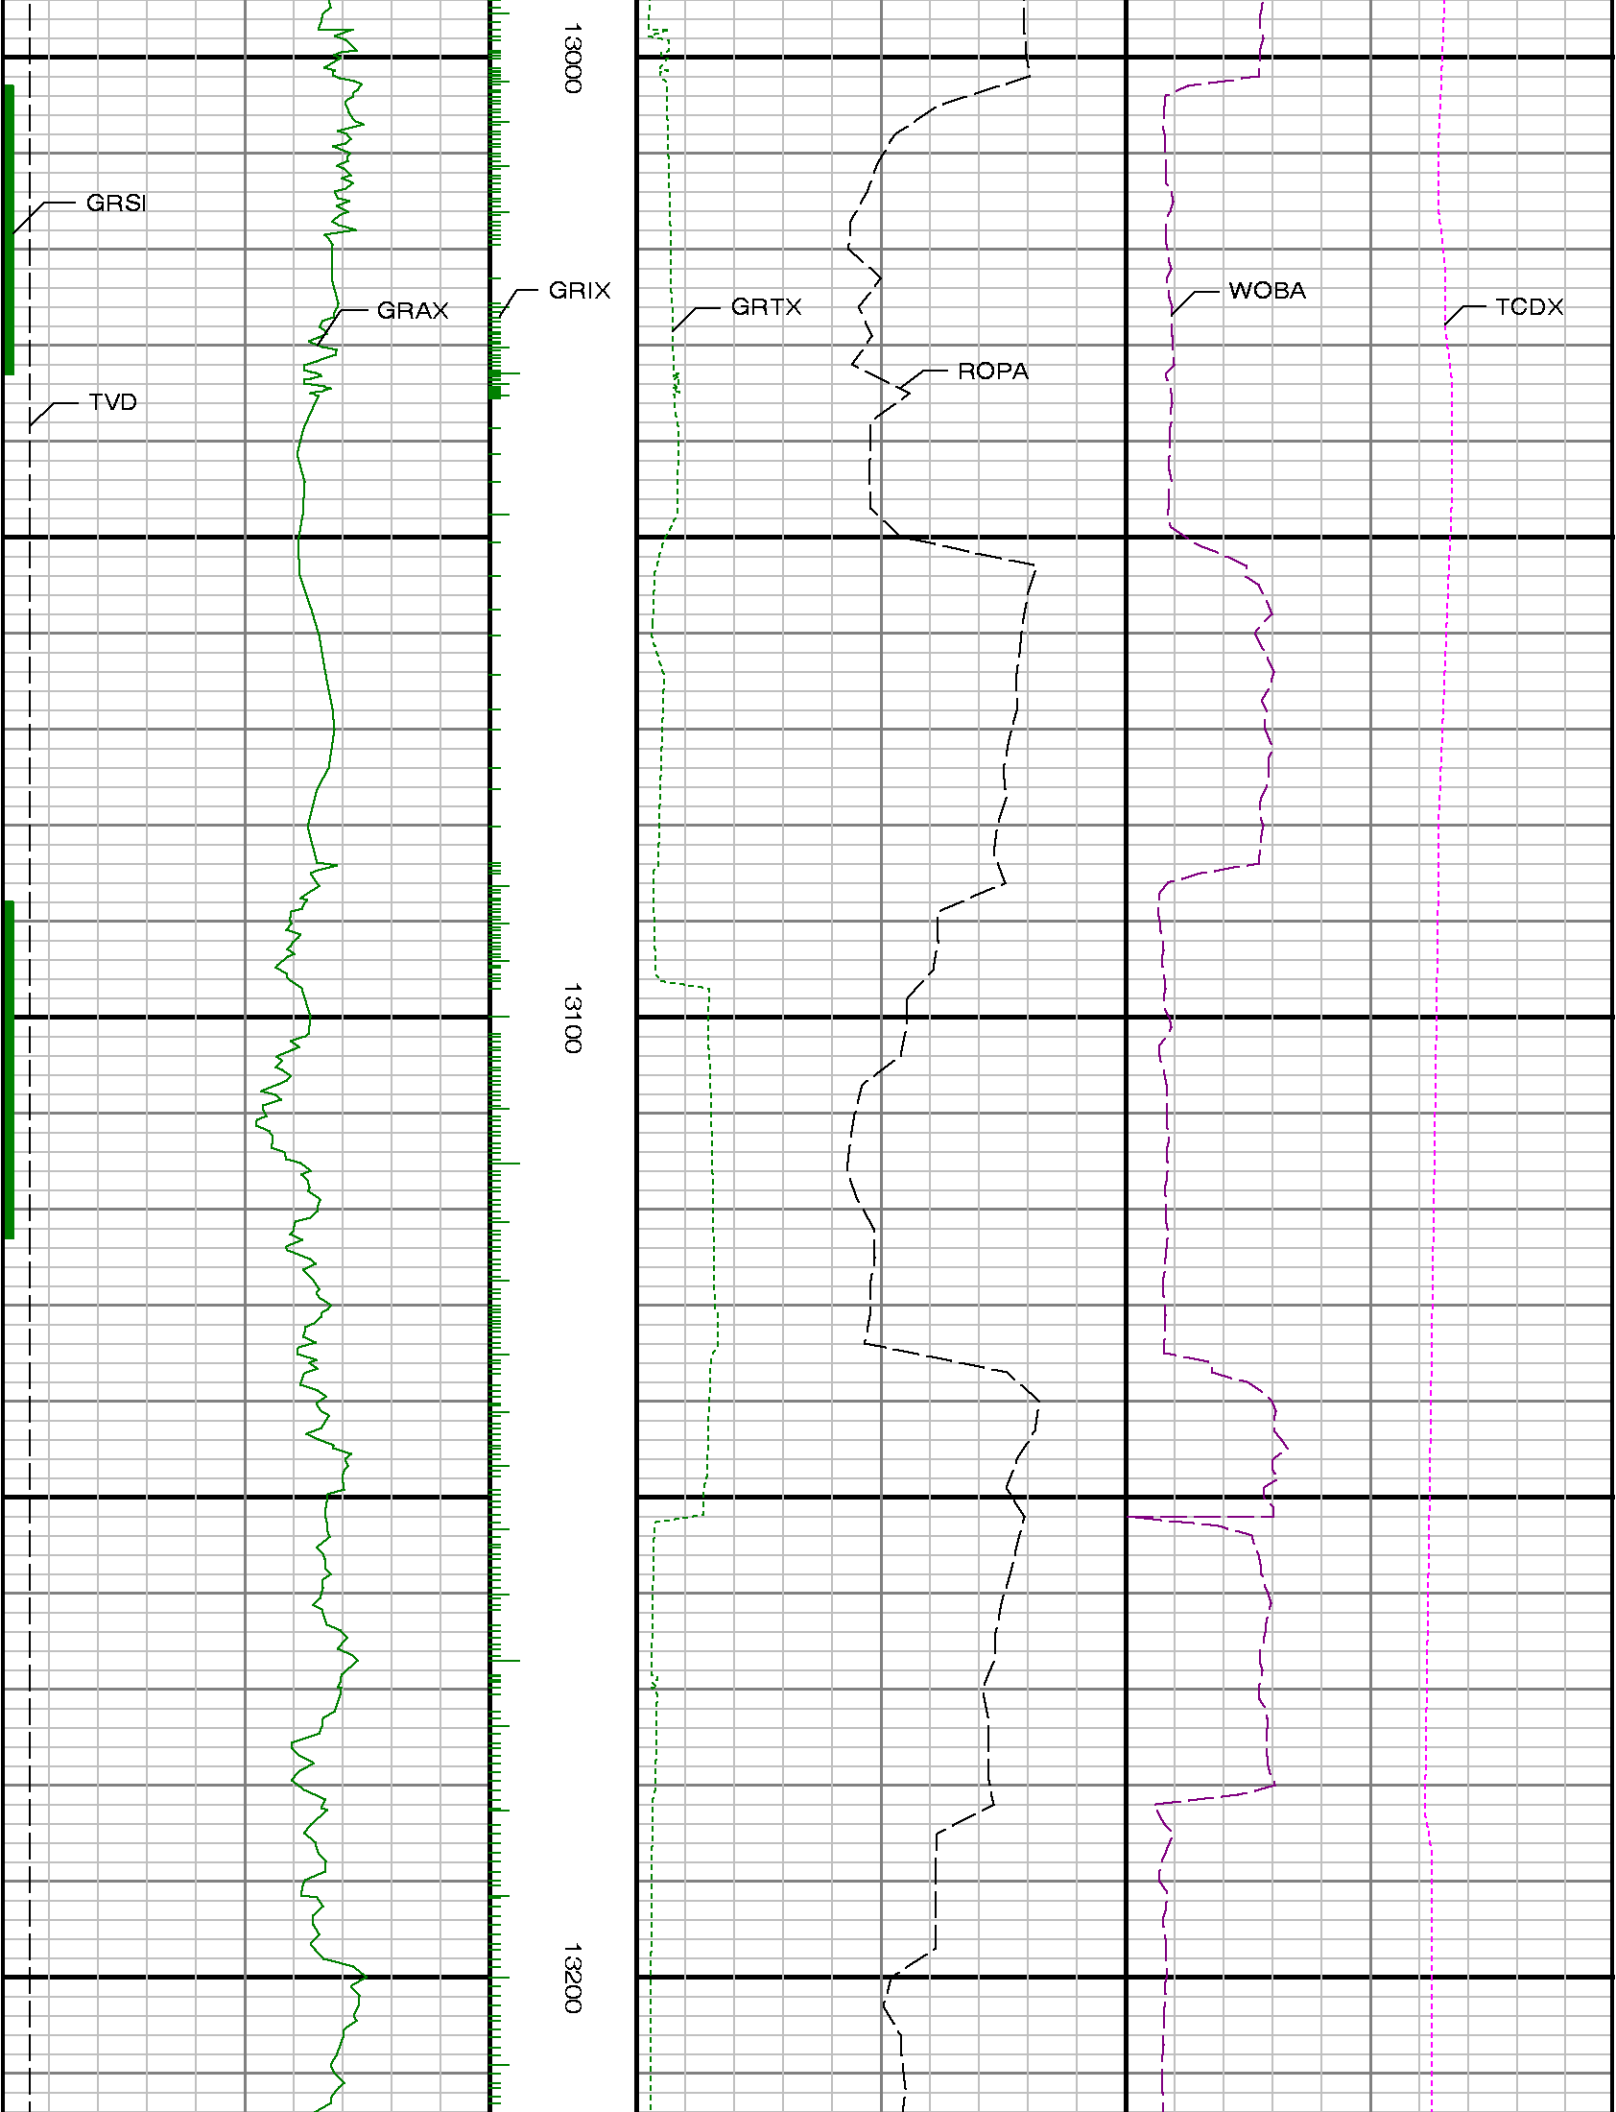 13000
GRSI
GRIX
WOBA
GRAX
GRTX
TCDX
ROPA
TVD
13100
13200